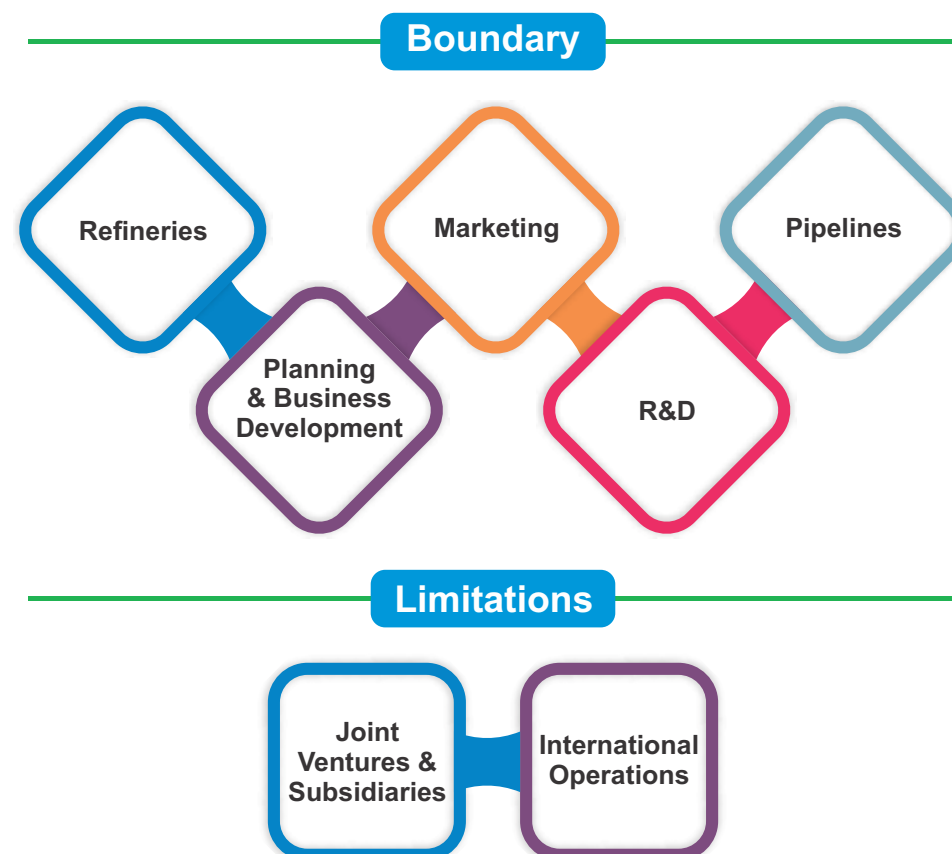 Boundary
Refineries
Marketing
Pipelines
Planning
& Business
Development
R&D
Limitations
Joint
Ventures &
Subsidiaries
International
Operations